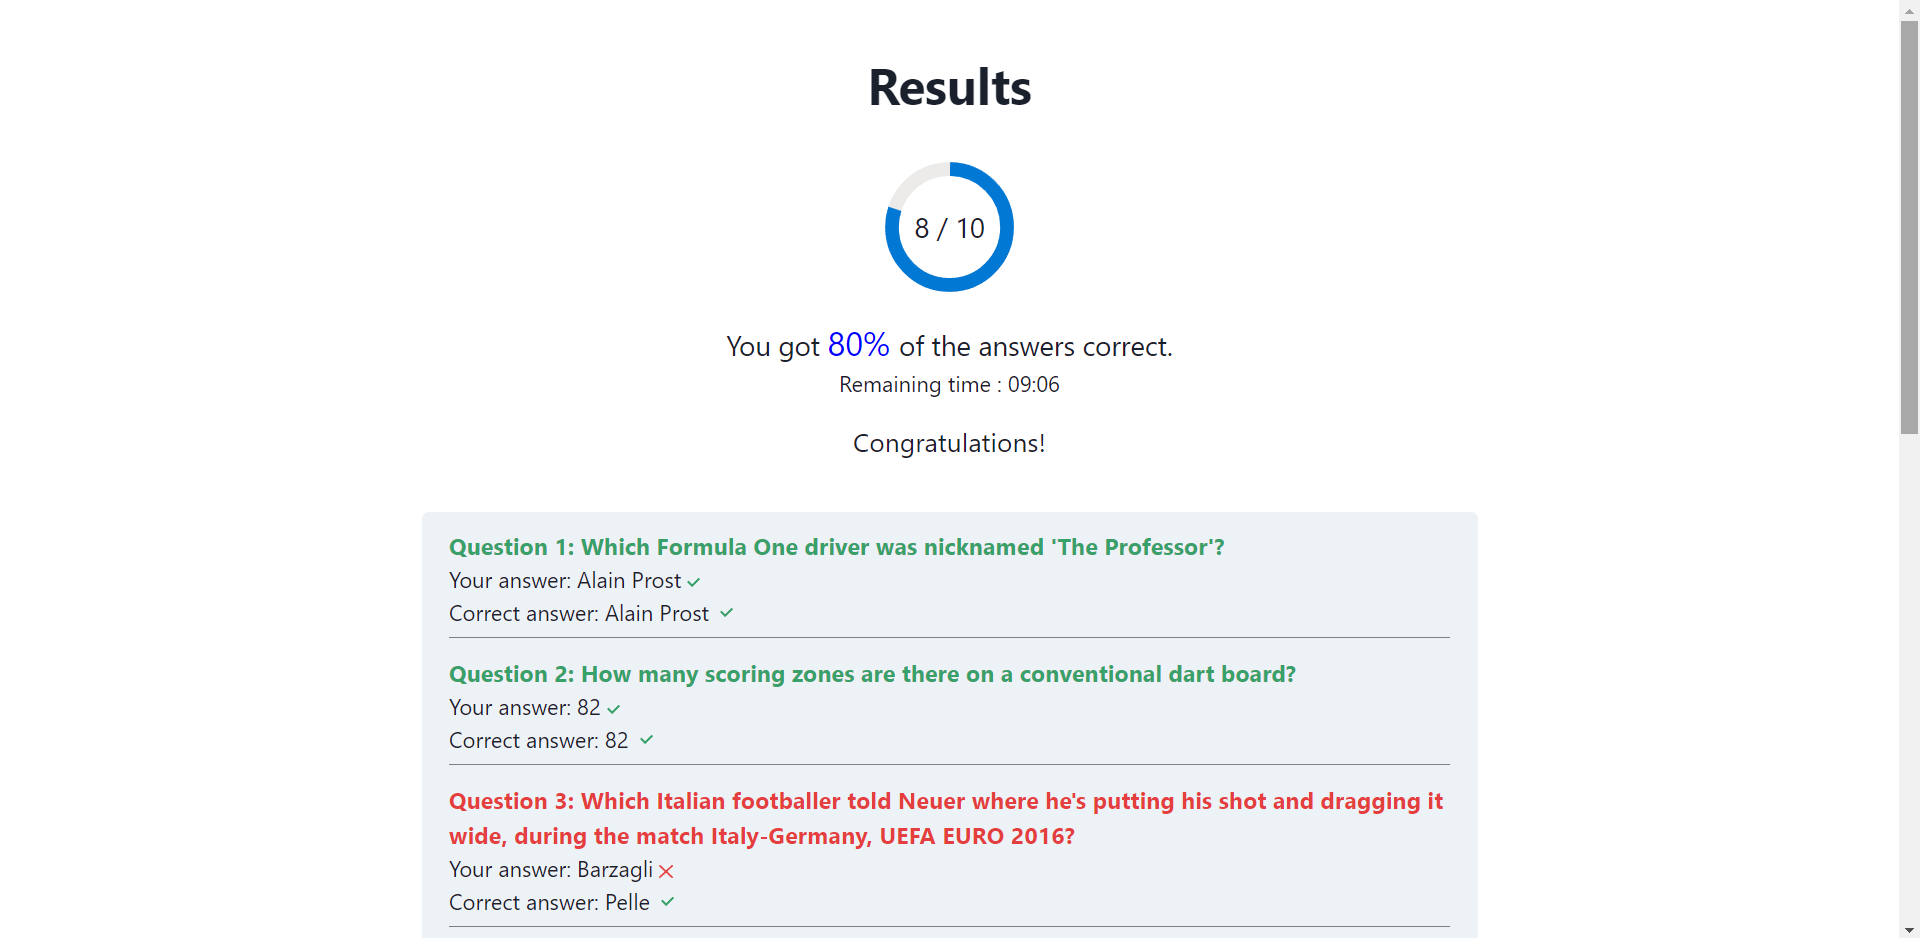 Results
8 / 10
You got 80% of the answers correct.
Remaining time : 09:06
Congratulations!
Question 1: Which Formula One driver was nicknamed 'The Professor'?
Your answer: Alain Prost
Correct answer: Alain Prost
Question 2: How many scoring zones are there on a conventional dart board?
Your answer: 82
Correct answer: 82
Question 3: Which Italian footballer told Neuer where he's putting his shot and dragging it
wide, during the match Italy-Germany, UEFA EURO 2016?
Your answer: Barzagli
Correct answer: Pelle